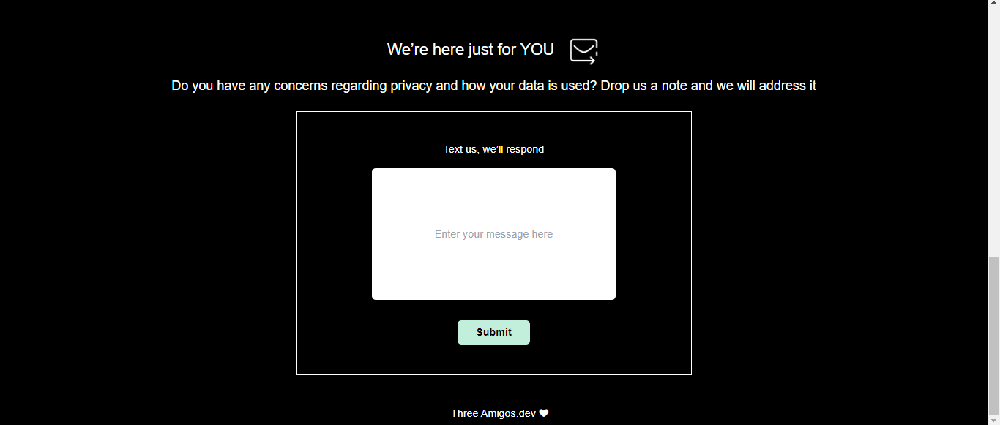 We’re here just for YOU
Do you have any concerns regarding privacy and how your data is used? Drop us a note and we will address it
Text us, we’ll respond
Enter your message here
Submit
Three Amigos.dev 🤍